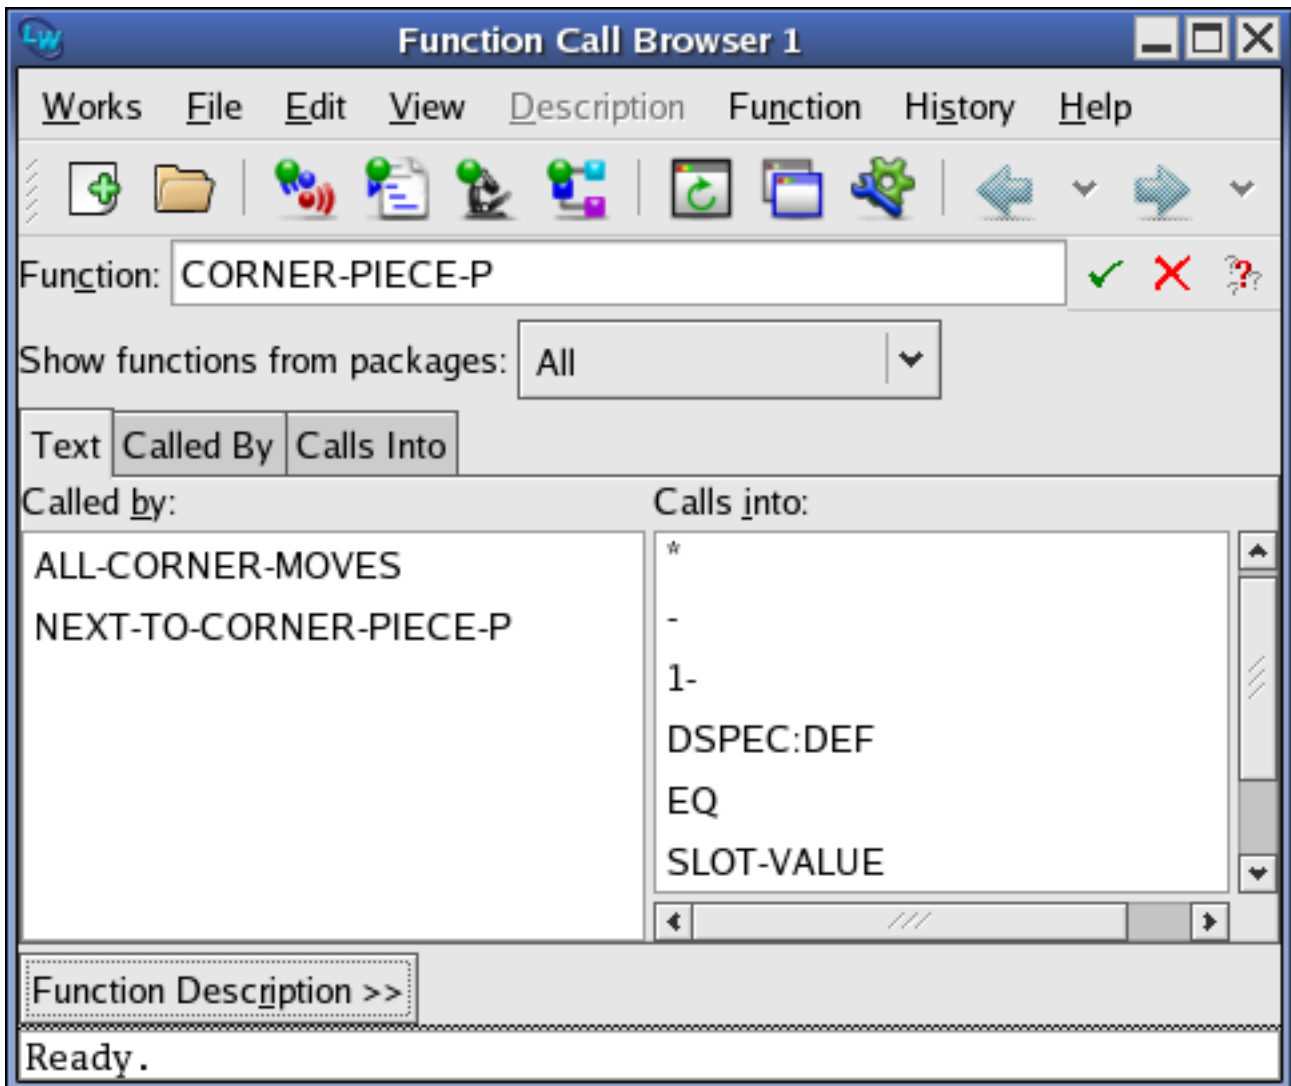 LW Function Call Browser 1
Works File Edit View Description Function History Help
Function: CORNER-PIECE-P
Show functions from packages: All
Text Called By Calls Into
Called by: Calls into:
ALL-CORNER-MOVES
NEXT-TO-CORNER-PIECE-P
*
-
1-
DSPEC:DEF
EQ
SLOT-VALUE
Function Description >>
Ready.